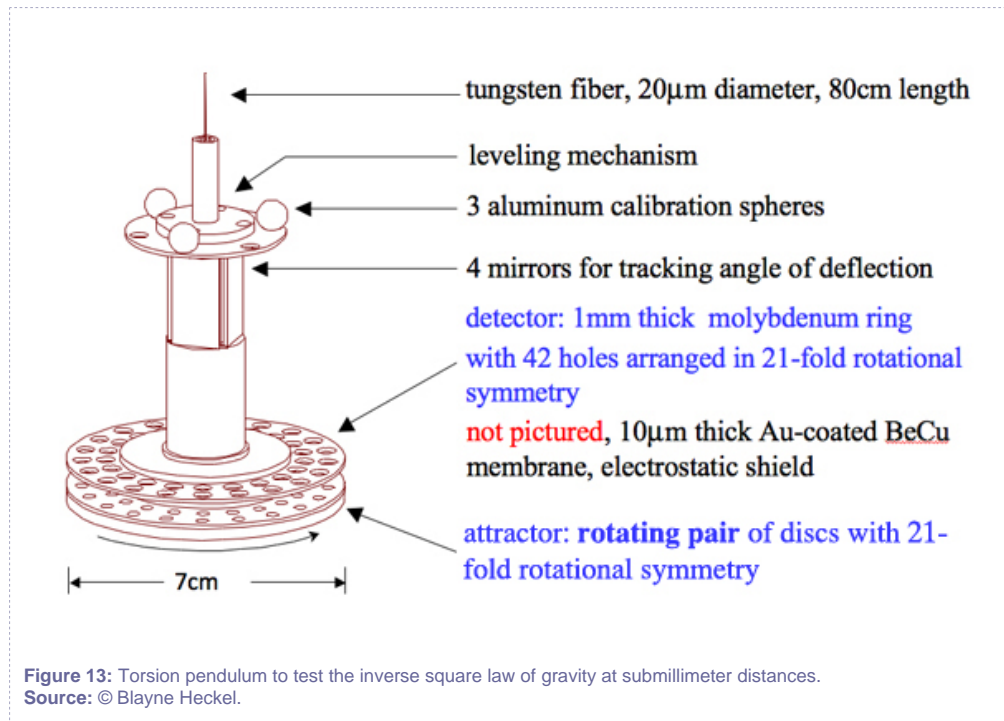 tungsten fiber, 20μm diameter, 80cm length
leveling mechanism
3 aluminum calibration spheres
4 mirrors for tracking angle of deflection
detector: 1mm thick molybdenum ring
with 42 holes arranged in 21-fold rotational
symmetry
not pictured, 10μm thick Au-coated BeCu
membrane, electrostatic shield
attractor: rotating pair of discs with 21-
fold rotational symmetry
7cm
Figure 13: Torsion pendulum to test the inverse square law of gravity at submillimeter distances.
Source: © Blayne Heckel.